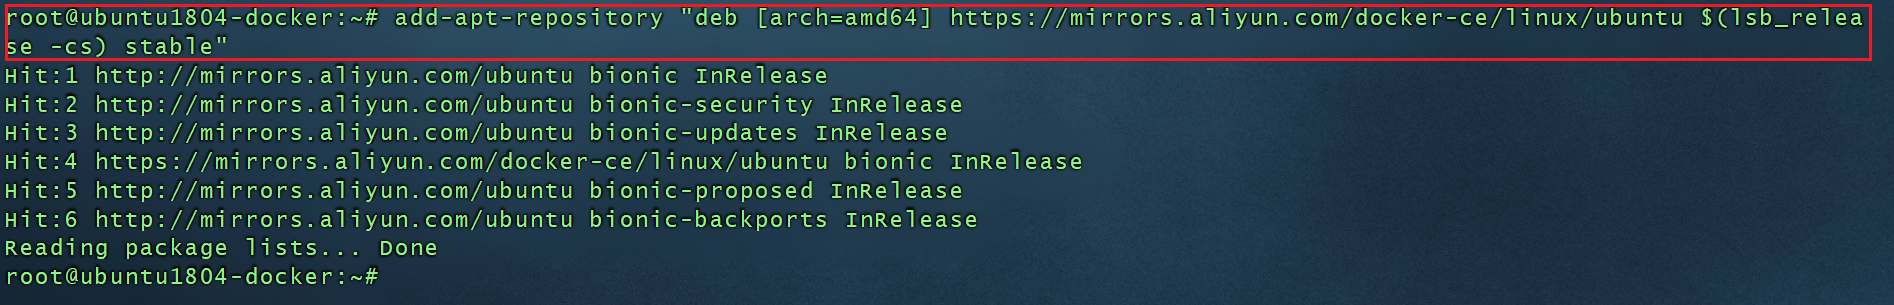 root@ubuntu1804-docker:~# add-apt-repository "deb [arch=amd64] https://mirrors.aliyun.com/docker-ce/linux/ubuntu $(lsb_relea
se -cs) stable"
Hit:1 http://mirrors.aliyun.com/ubuntu bionic InRelease
Hit:2 http://mirrors.aliyun.com/ubuntu bionic-security InRelease
Hit:3 http://mirrors.aliyun.com/ubuntu bionic-updates InRelease
Hit:4 https://mirrors.aliyun.com/docker-ce/linux/ubuntu bionic InRelease
Hit:5 http://mirrors.aliyun.com/ubuntu bionic-proposed InRelease
Hit:6 http://mirrors.aliyun.com/ubuntu bionic-backports InRelease
Reading package lists... Done
root@ubuntu1804-docker:~#